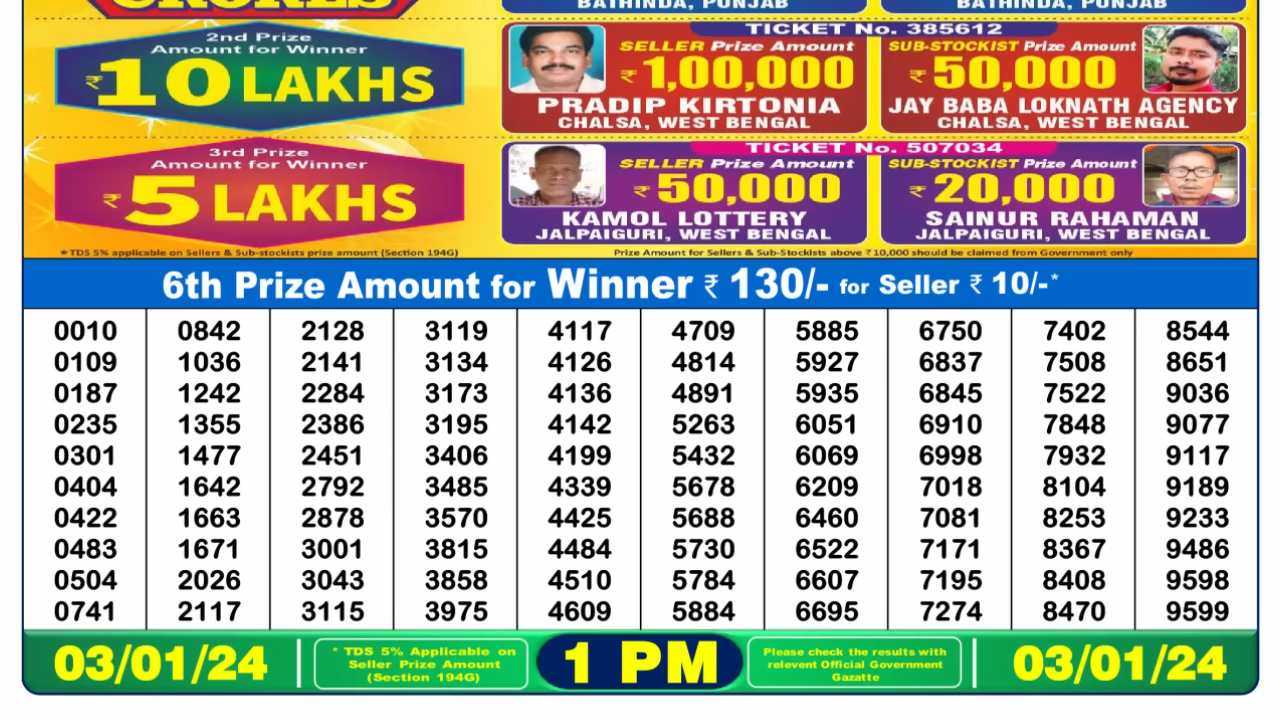 CRORES
BATHINDA, PUNJAB
BATHINDA, PUNJAB
2nd Prize
Amount for Winner
₹10 LAKHS
TICKET No. 385612
SELLER Prize Amount
₹ 1,00,000
PRADIP KIRTONIA
CHALSA, WEST BENGAL
SUB-STOCKIST Prize Amount
₹ 50,000
JAY BABA LOKNATH AGENCY
CHALSA, WEST BENGAL
3rd Prize
Amount for Winner
₹5 LAKHS
TICKET No. 507034
SELLER Prize Amount
₹ 50,000
KAMOL LOTTERY
JALPAIGURI, WEST BENGAL
SUB-STOCKIST Prize Amount
₹ 20,000
SAINUR RAHAMAN
JALPAIGURI, WEST BENGAL
* TDS 5% applicable on Sellers & Sub-stockists prize amount (Section 194G)
Prize Amount for Sellers & Sub-Stockists above ₹10,000 should be claimed from Government only
6th Prize Amount for Winner ₹ 130/- for Seller ₹ 10/-*
0010 0842 2128 3119 4117 4709 5885 6750 7402 8544
0109 1036 2141 3134 4126 4814 5927 6837 7508 8651
0187 1242 2284 3173 4136 4891 5935 6845 7522 9036
0235 1355 2386 3195 4142 5263 6051 6910 7848 9077
0301 1477 2451 3406 4199 5432 6069 6998 7932 9117
0404 1642 2792 3485 4339 5678 6209 7018 8104 9189
0422 1663 2878 3570 4425 5688 6460 7081 8253 9233
0483 1671 3001 3815 4484 5730 6522 7171 8367 9486
0504 2026 3043 3858 4510 5784 6607 7195 8408 9598
0741 2117 3115 3975 4609 5884 6695 7274 8470 9599
03/01/24
* TDS 5% Applicable on
Seller Prize Amount
(Section 194G)
1 PM
Please check the results with
relevent Official Government
Gazatte
03/01/24